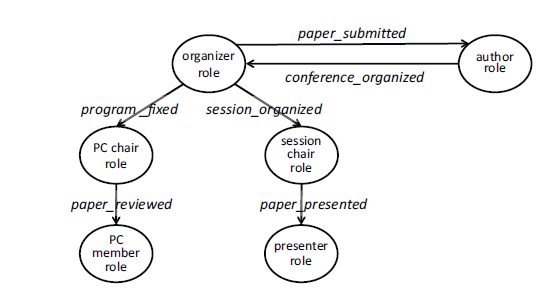 paper_submitted
organizer
role
author
role
conference_organized
program_fixed
session_organized
PC chair
role
session
chair
role
paper_reviewed
paper_presented
PC
member
role
presenter
role